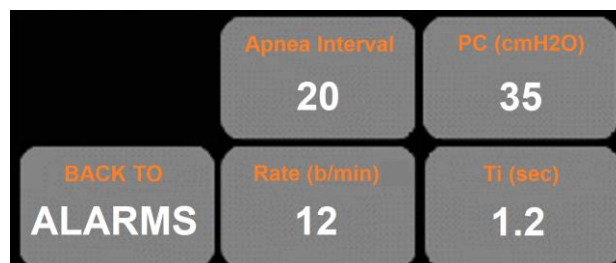 Apnea Interval
20
PC (cmH2O)
35
BACK TO
ALARMS
Rate (b/min)
12
Ti (sec)
1.2